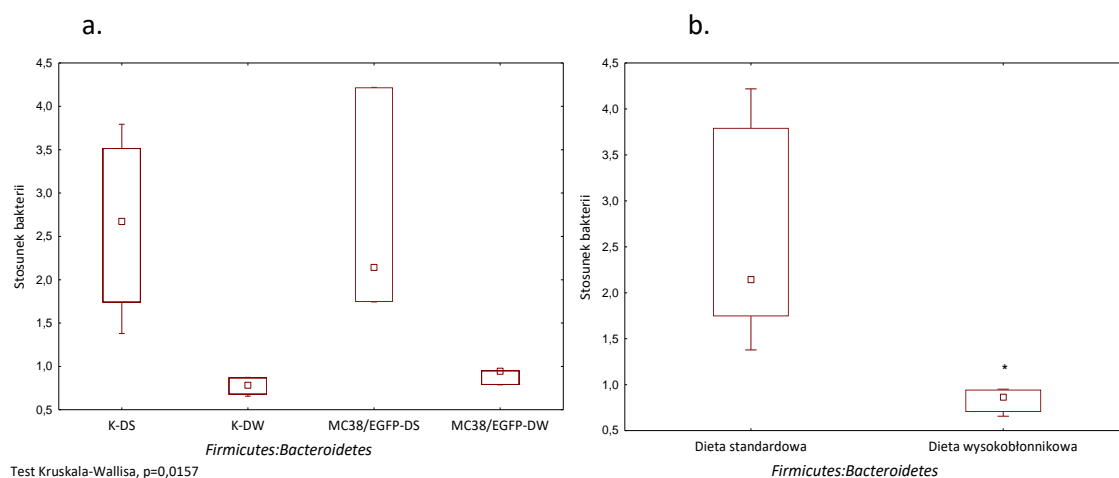 a.
4,5
4,0
3,5
3,0
2,5
2,0
1,5
1,0
0,5
Stosunek bakterii
K-DS K-DW MC38/EGFP-DS MC38/EGFP-DW
Firmicutes:Bacteroidetes
Test Kruskala-Wallisa, p=0,0157
b.
4,5
4,0
3,5
3,0
2,5
2,0
1,5
1,0
0,5
Stosunek bakterii
*
Dieta standardowa Dieta wysokobłonnikowa
Firmicutes:Bacteroidetes